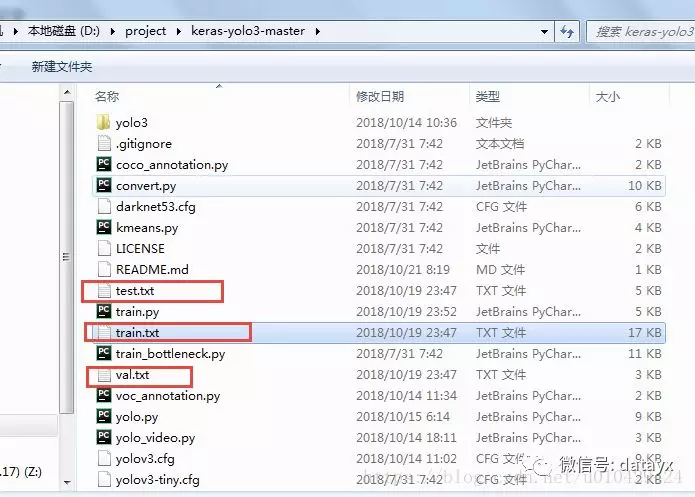 本地磁盘 (D:) ▸ project ▸ keras-yolo3-master ▸ 搜索 keras-yolo3
新建文件夹
名称 修改日期 类型 大小
yolo3 2018/10/14 10:36 文件夹
.gitignore 2018/7/31 7:42 文本文档 2 KB
coco_annotation.py 2018/7/31 7:42 JetBrains PyChar... 2 KB
convert.py 2018/7/31 7:42 JetBrains PyChar... 10 KB
darknet53.cfg 2018/7/31 7:42 CFG 文件 6 KB
kmeans.py 2018/7/31 7:42 JetBrains PyChar... 4 KB
LICENSE 2018/7/31 7:42 文件 2 KB
README.md 2018/10/21 8:19 MD 文件 4 KB
test.txt 2018/10/19 23:47 TXT 文件 5 KB
train.py 2018/10/19 23:52 JetBrains PyChar... 5 KB
train.txt 2018/10/19 23:47 TXT 文件 17 KB
train_bottleneck.py 2018/7/31 7:42 JetBrains PyChar... 11 KB
val.txt 2018/10/19 23:47 TXT 文件 3 KB
voc_annotation.py 2018/10/14 11:34 JetBrains PyChar... 2 KB
yolo.py 2018/10/15 6:14 JetBrains PyChar... 9 KB
yolo_video.py 2018/10/14 18:11 JetBrains PyChar... 3 KB
.17) (Z:)
yolov3.cfg 2018/10/14 11:02 CFG 文件 9 KB
微信号: datayx
yolov3-tiny.cfg 2018/7/31 7:42 CFG